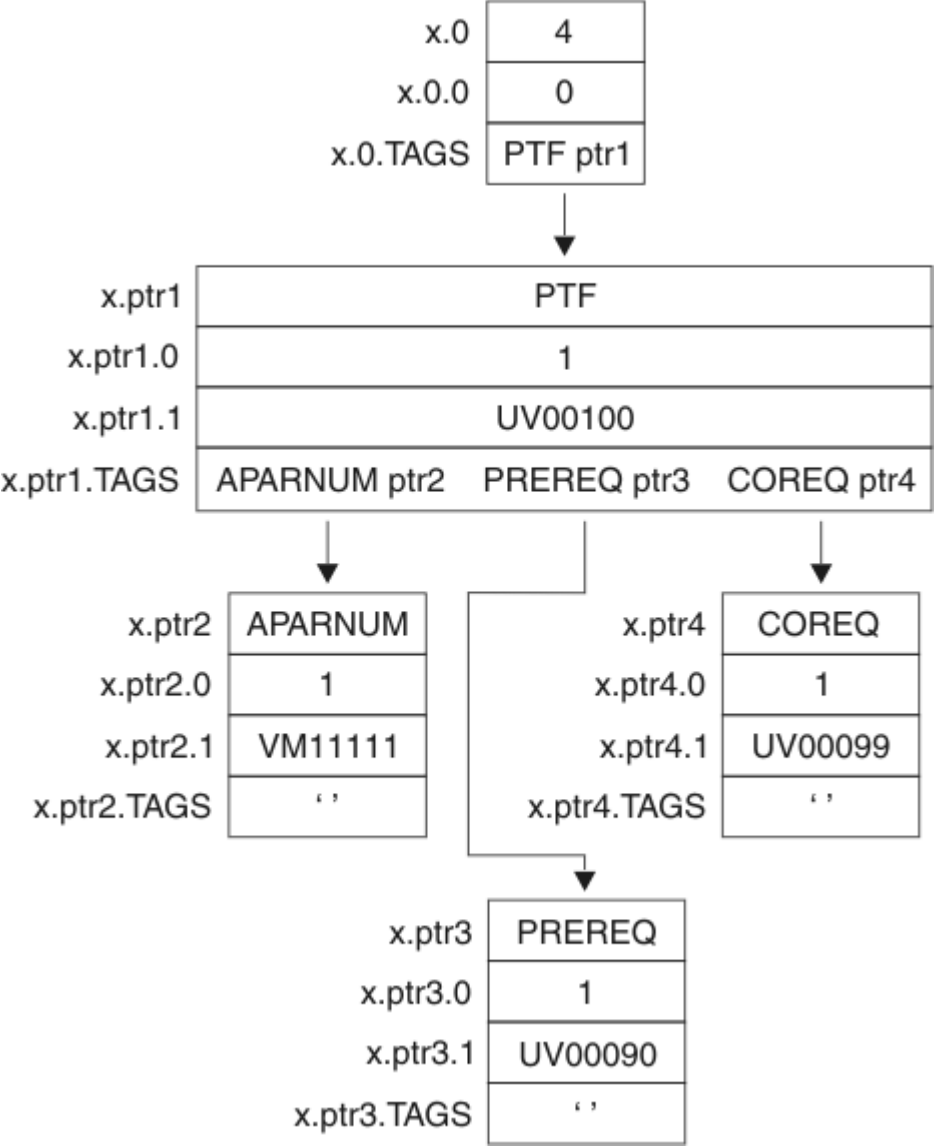 x.0 4
x.0.0 0
x.0.TAGS PTF ptr1
x.ptr1 PTF
x.ptr1.0 1
x.ptr1.1 UV00100
x.ptr1.TAGS APARNUM ptr2 PREREQ ptr3 COREQ ptr4
x.ptr2 APARNUM
x.ptr2.0 1
x.ptr2.1 VM11111
x.ptr2.TAGS ‘ ’
x.ptr4 COREQ
x.ptr4.0 1
x.ptr4.1 UV00099
x.ptr4.TAGS ‘ ’
x.ptr3 PREREQ
x.ptr3.0 1
x.ptr3.1 UV00090
x.ptr3.TAGS ‘ ’